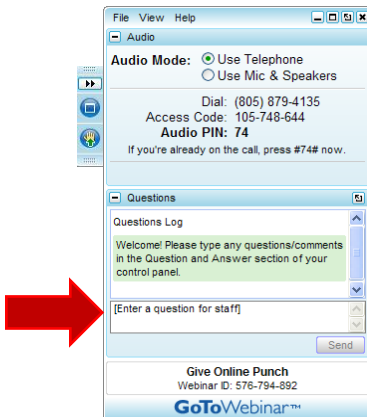 File View Help
Audio
Audio Mode: Use Telephone
Use Mic & Speakers
Dial: (805) 879-4135
Access Code: 105-748-644
Audio PIN: 74
If you're already on the call, press #74# now.
Questions
Questions Log
Welcome! Please type any questions/comments
in the Question and Answer section of your
control panel.
[Enter a question for staff]
Send
Give Online Punch
Webinar ID: 576-794-892
GoToWebinar™